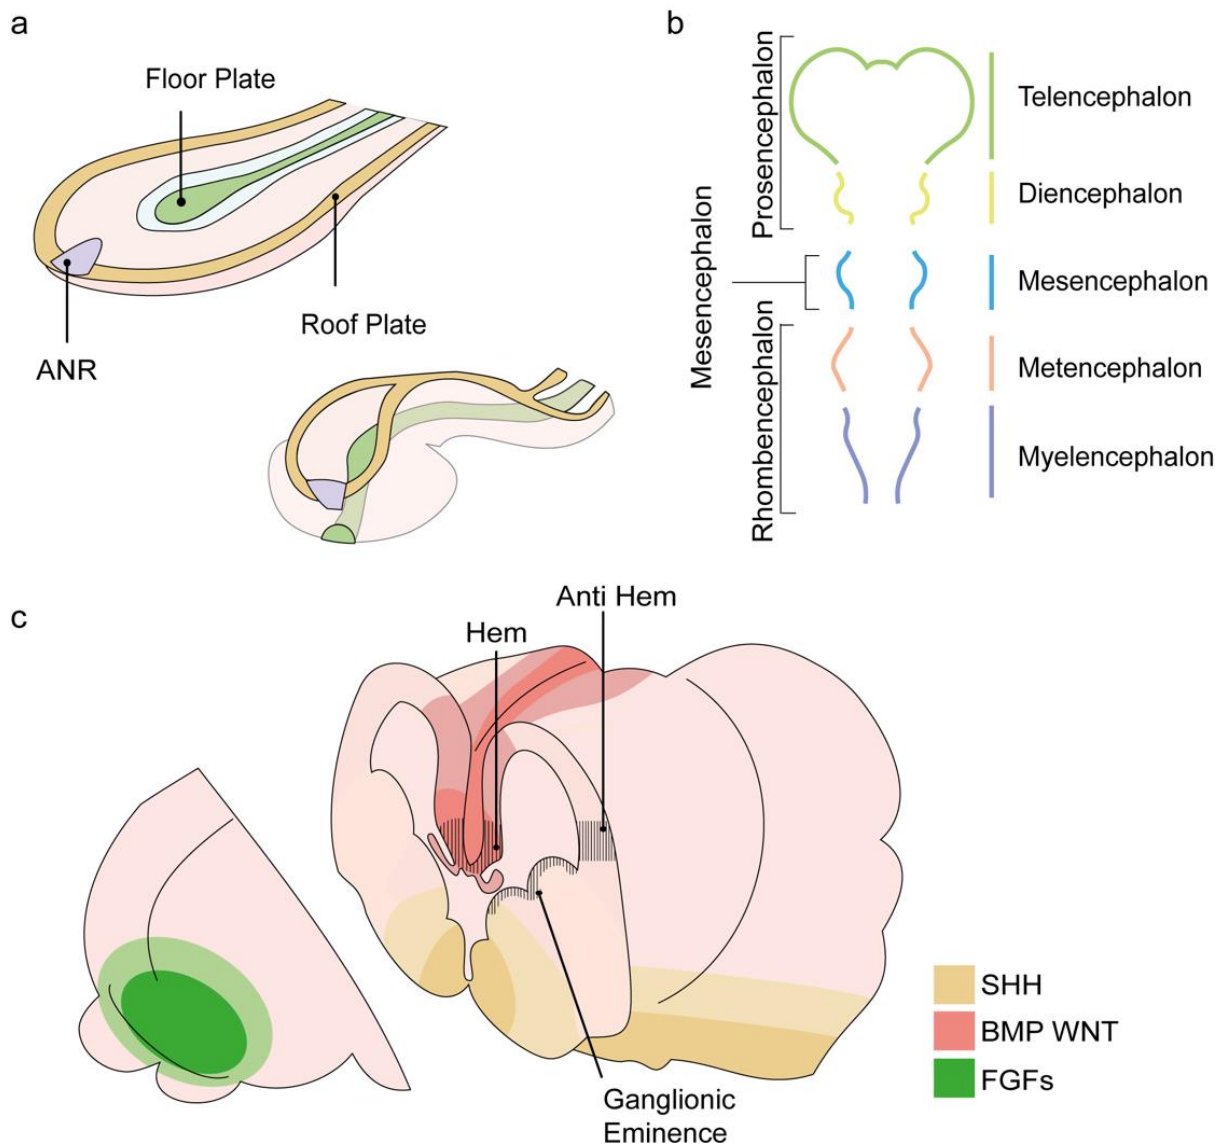 a
Floor Plate
ANR
Roof Plate
b
Prosencephalon
Mesencephalon
Rhombencephalon
Telencephalon
Diencephalon
Mesencephalon
Metencephalon
Myelencephalon
c
Anti Hem
Hem
Ganglionic
Eminence
SHH
BMP WNT
FGFs